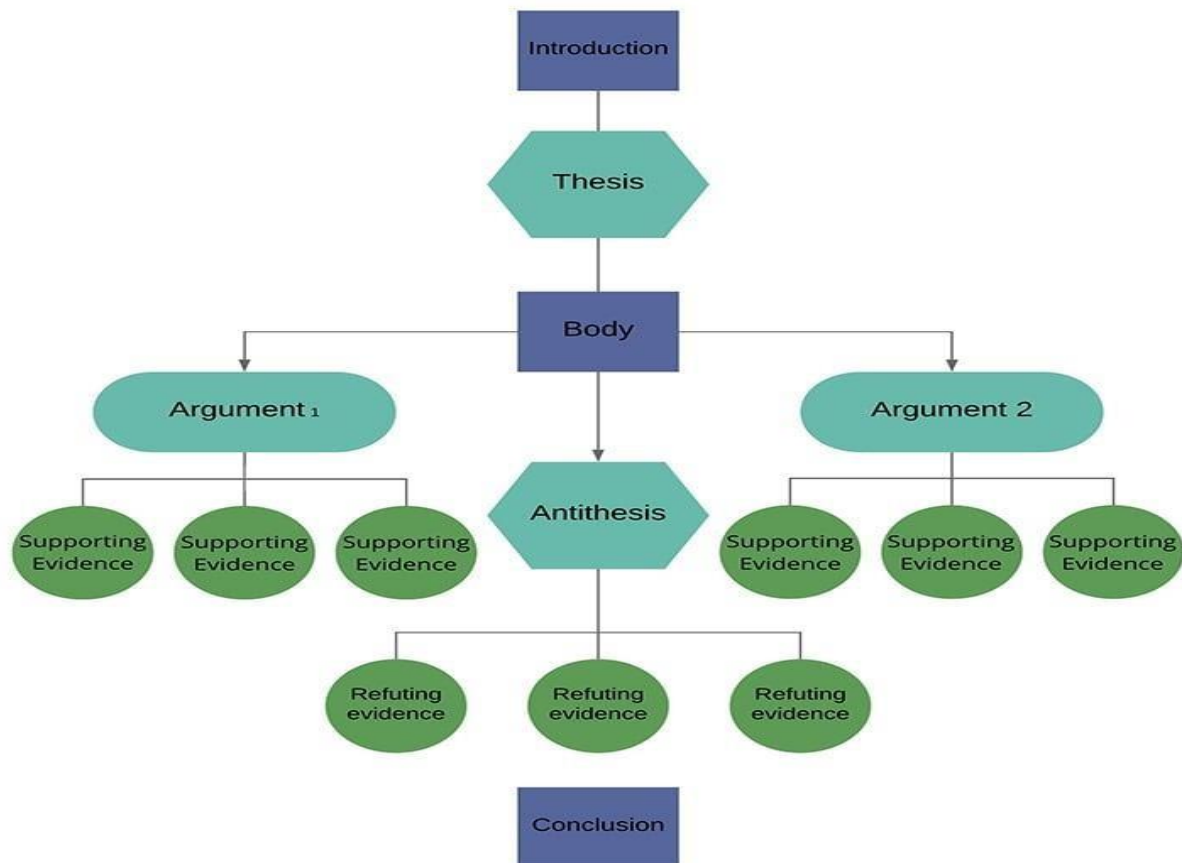 Introduction
Thesis
Body
Argument 1
Argument 2
Antithesis
Supporting
Evidence
Supporting
Evidence
Supporting
Evidence
Supporting
Evidence
Supporting
Evidence
Supporting
Evidence
Refuting
evidence
Refuting
evidence
Refuting
evidence
Conclusion